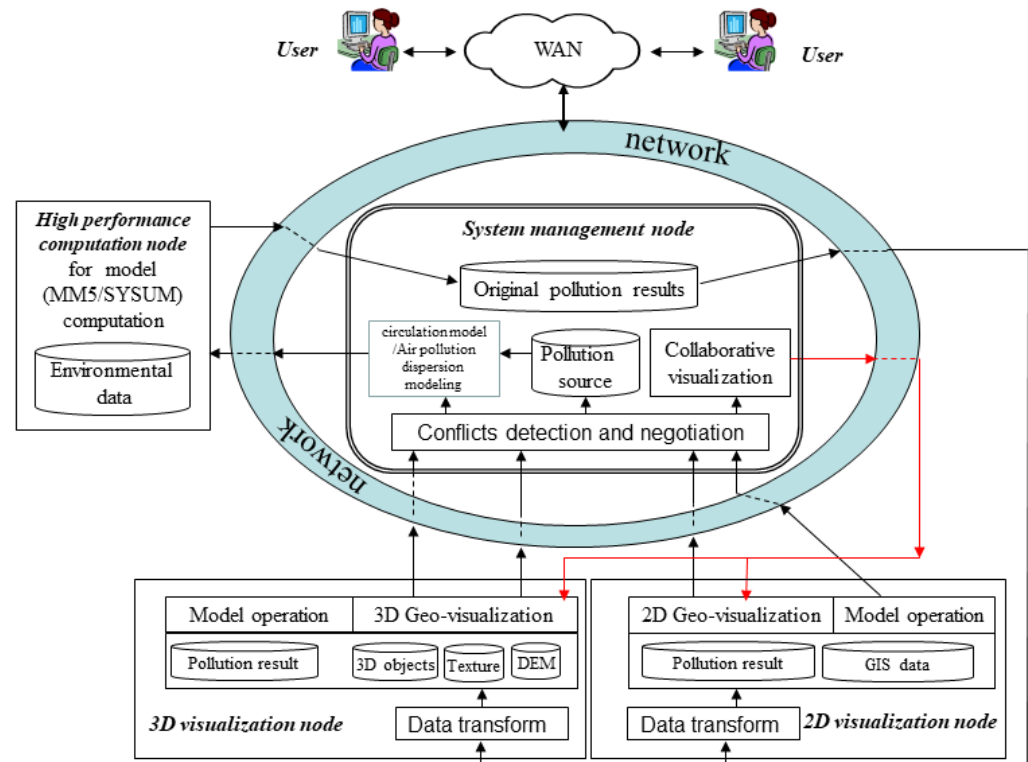 User
WAN
User
network
High performance
computation node
for model
(MM5/SYSUM)
computation
Environmental
data
System management node
Original pollution results
circulation model
/Air pollution
dispersion
modeling
Pollution
source
Collaborative
visualization
Conflicts detection and negotiation
network
Model operation
3D Geo-visualization
Pollution result
3D objects
Texture
DEM
3D visualization node
Data transform
2D Geo-visualization
Model operation
Pollution result
GIS data
Data transform
2D visualization node